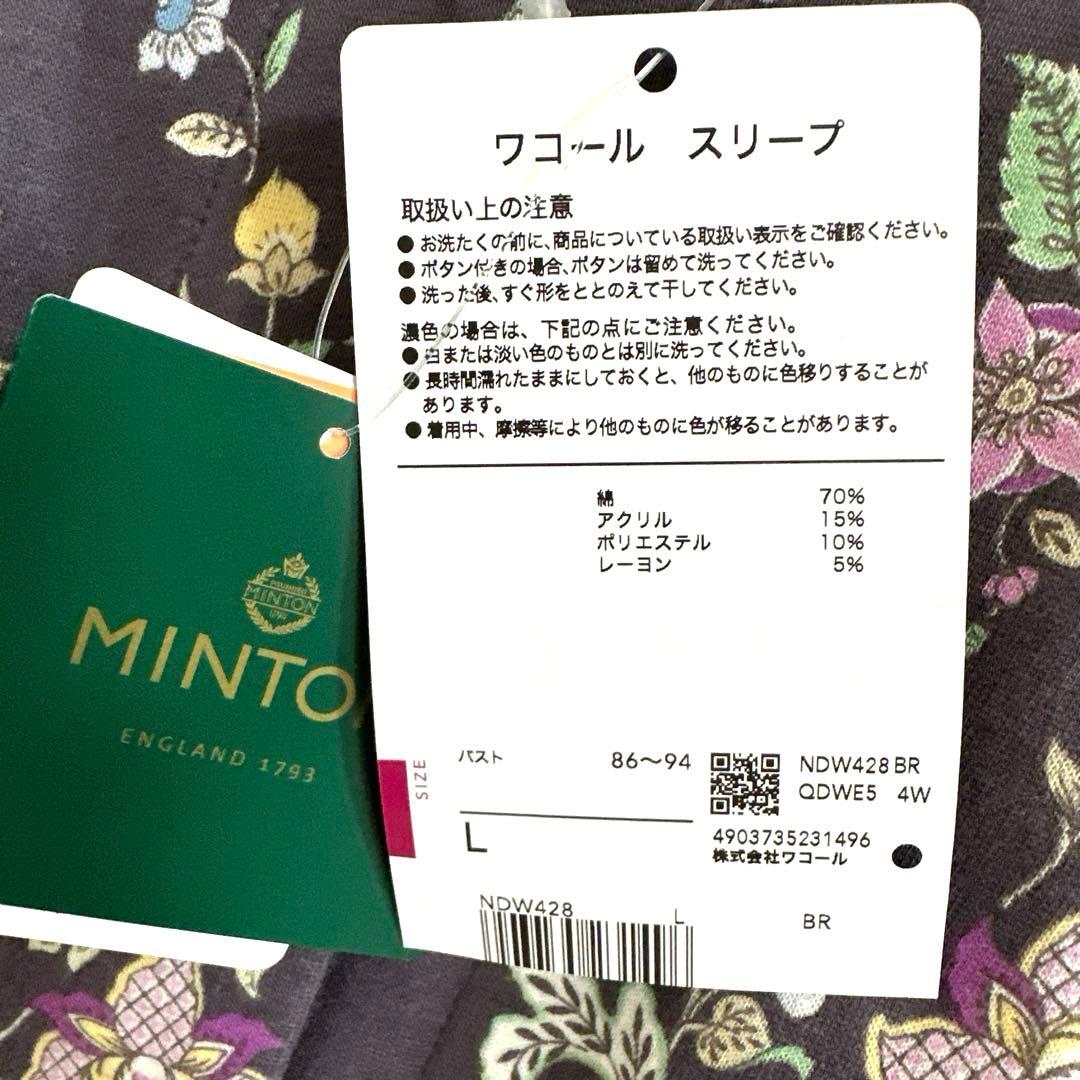 ワコール スリープ
取扱い上の注意
●お洗たくの前に、商品についている取扱い表示をご確認ください。
●ボタン付きの場合、ボタンは留めて洗ってください。
●洗った後、すぐ形をととのえて干してください。
濃色の場合は、下記の点にご注意ください。
●白または淡い色のものとは別に洗ってください。
●長時間濡れたままにしておくと、他のものに色移りすることが
あります。
●着用中、摩擦等により他のものに色が移ることがあります。
綿 70%
アクリル 15%
ポリエステル 10%
レーヨン 5%
MINTON
1793
MINTO
ENGLAND 1793
SIZE
バスト 86〜94
L
NDW428 BR
QDWE5 4W
4903735231496
株式会社ワコール
NDW428 L
BR